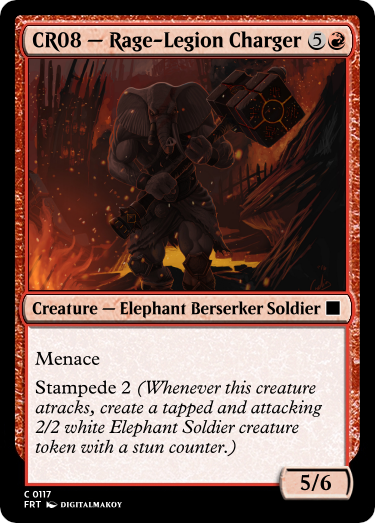 CR08 — Rage-Legion Charger 5
Creature — Elephant Berserker Soldier
Menace
Stampede 2 (Whenever this creature
atracks, create a tapped and attacking
2/2 white Elephant Soldier creature
token with a stun counter.)
5/6
C 0117
FRT DIGITALMAKOY